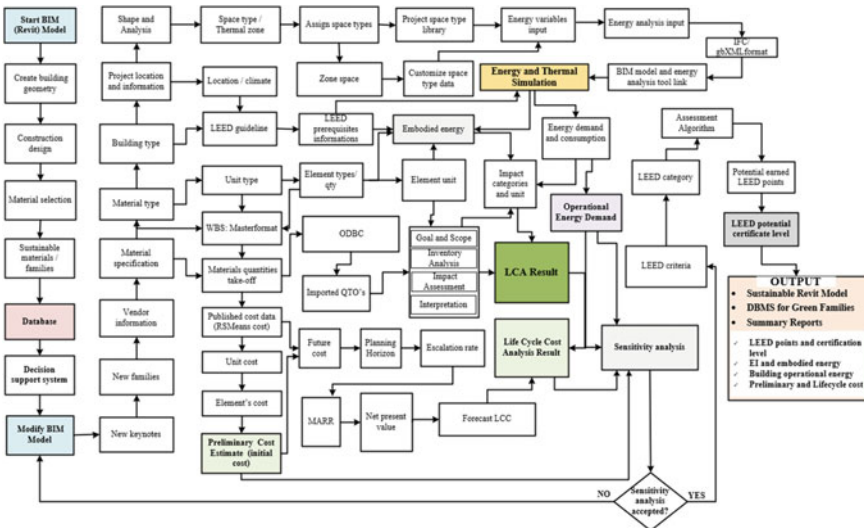 Start BIM
(Revit) Model
Create building
geometry
Construction
design
Material selection
Sustainable
materials /
families
Database
Decision
support system
Modify BIM
Model
Shape and
Analysis
Project location
and information
Building type
Material type
Material
specification
Vendor
information
New families
New keynotes
Space type /
Thermal zone
Assign space types
Project space type
library
Energy variables
input
Energy analysis input
IFC/
gbXMLformat
Location / climate
Zone space
Customize space
type data
Energy and Thermal
Simulation
BIM model and energy
analysis tool link
LEED guideline
LEED
prerequisites
informations
Embodied energy
Energy demand
and consumption
Assessment
Algorithm
Unit type
Element types/
qty
Element unit
Impact
categories
and unit
Operational
Energy Demand
LEED category
Potential earned
LEED points
WBS: Masterformat
ODBC
Goal and Scope
Inventory
Analysis
Impact
Assessment
Interpretation
LEED potential
certificate level
Materials quantities
take-off
Imported QTO's
LCA Result
LEED criteria
Published cost data
(RSMeans cost)
Future
cost
Planning
Horizon
Escalation rate
Life Cycle Cost
Analysis Result
Sensitivity analysis
Unit cost
Element's cost
MARR
Net present
value
Forecast LCC
Preliminary Cost
Estimate (initial
cost)
OUTPUT
• Sustainable Revit Model
• DBMS for Green Families
• Summary Reports
✓ LEED points and certification
level
✓ EI and embodied energy
✓ Building operational energy
✓ Preliminary and Lifecycle cost
NO
Sensitivity
analysis
accepted?
YES